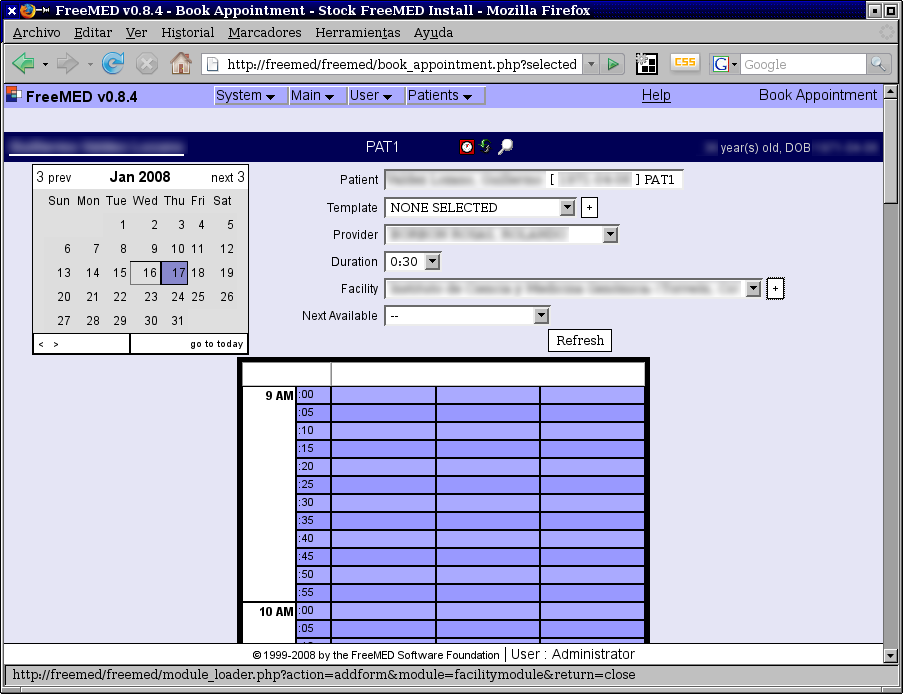 FreeMED v0.8.4 - Book Appointment - Stock FreeMED Install - Mozilla Firefox
Archivo Editar Ver Historial Marcadores Herramientas Ayuda
http://freemed/freemed/book_appointment.php?selected CSS G Google
FreeMED v0.8.4 System Main User Patients Help Book Appointment
PAT1 year(s) old, DOB
3 prev Jan 2008 next 3
Sun Mon Tue Wed Thu Fri Sat
1 2 3 4 5
6 7 8 9 10 11 12
13 14 15 16 17 18 19
20 21 22 23 24 25 26
27 28 29 30 31
< > go to today
Patient [ ] PAT1
Template NONE SELECTED +
Provider
Duration 0:30
Facility +
Next Available --
Refresh
9 AM :00
:05
:10
:15
:20
:25
:30
:35
:40
:45
:50
:55
10 AM :00
:05
© 1999-2008 by the FreeMED Software Foundation | User : Administrator
http://freemed/freemed/module_loader.php?action=addform&module=facilitymodule&return=close